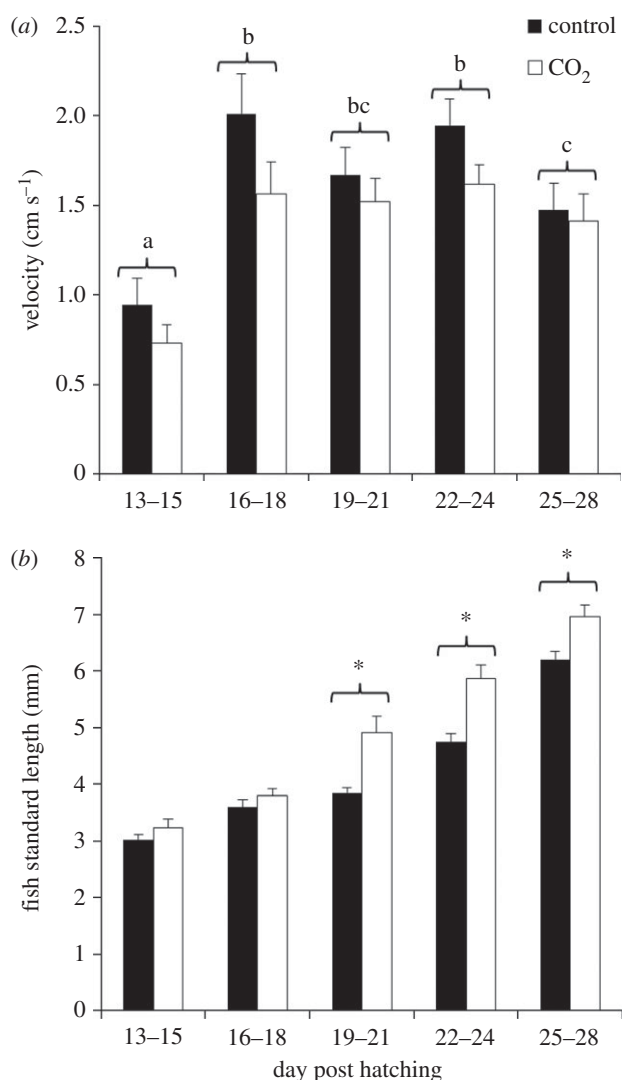 (a)
control
CO₂
velocity (cm s⁻¹)
2.5
2.0
1.5
1.0
0.5
0
a
b
bc
b
c
13–15 16–18 19–21 22–24 25–28
(b)
fish standard length (mm)
8
7
6
5
4
3
2
1
0
*
*
*
13–15 16–18 19–21 22–24 25–28
day post hatching